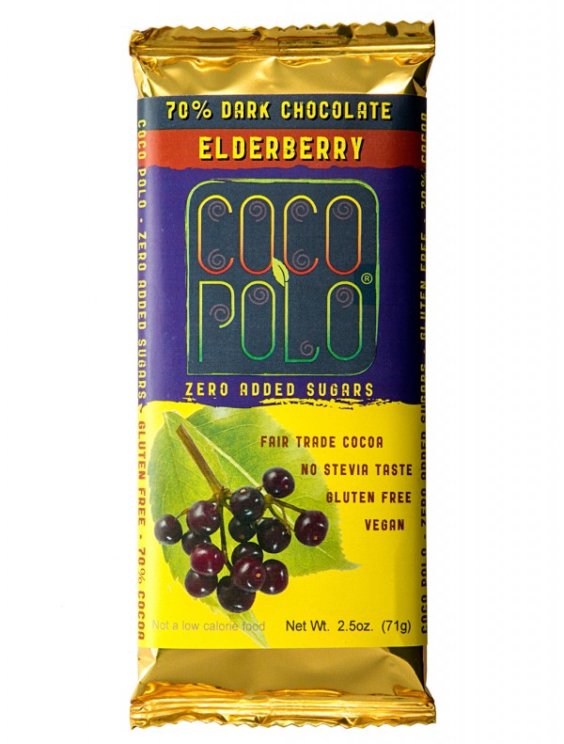 70% DARK CHOCOLATE
ELDERBERRY
COCO
POLO®
ZERO ADDED SUGARS
FAIR TRADE COCOA
NO STEVIA TASTE
GLUTEN FREE
VEGAN
Not a low calorie food
Net Wt. 2.5oz. (71g)
COCO POLO • ZERO ADDED SUGARS • GLUTEN FREE • 70% COCOA
COCO POLO • ZERO ADDED SUGARS • GLUTEN FREE • 70% COCOA